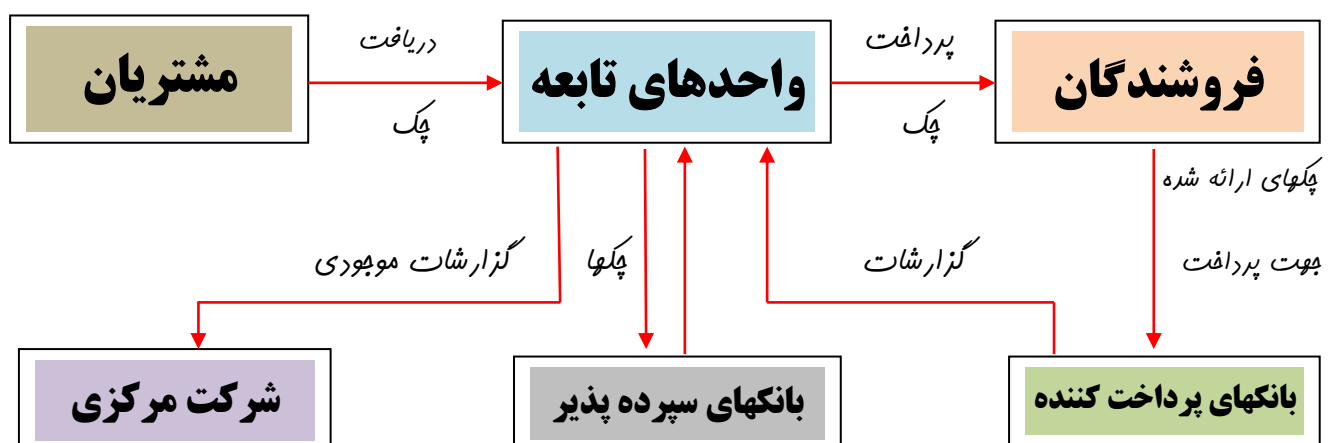 فروشندگان
پرداخت
چک
واحدهای تابعه
دریافت
چک
مشتریان
چکهای ارائه شده
جهت پرداخت
گزارشات
چکها
گزارشات موجودی
بانکهای پرداخت کننده
بانکهای سپرده پذیر
شرکت مرکزی